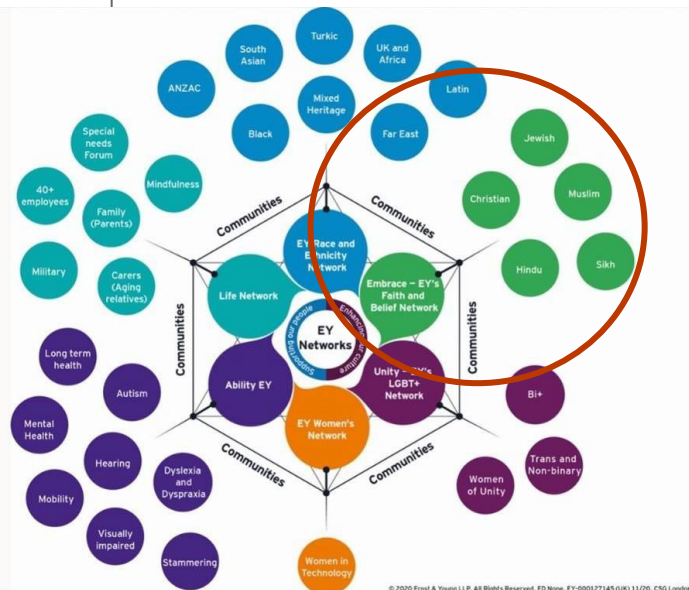 Turkic
South
Asian
UK and
Africa
ANZAC
Mixed
Heritage
Latin
Black
Far East
Special
needs
Forum
Mindfulness
40+
employees
Family
(Parents)
Military
Carers
(Aging
relatives)
Jewish
Christian
Muslim
Hindu
Sikh
Communities
Communities
Communities
Communities
Communities
Communities
EY Race and
Ethnicity
Network
Life Network
Embrace – EY's
Faith and
Belief Network
Supporting our people
Enhancing our culture
EY
Networks
Ability EY
Unity – EY's
LGBT+
Network
EY Women's
Network
Long term
health
Autism
Mental
Health
Hearing
Dyslexia
and
Dyspraxia
Mobility
Visually
impaired
Stammering
Bi+
Women
of Unity
Trans and
Non-binary
Women in
Technology
© 2020 Ernst & Young LLP. All Rights Reserved. ED None. EY-000127145 (UK) 11/20. CSG London